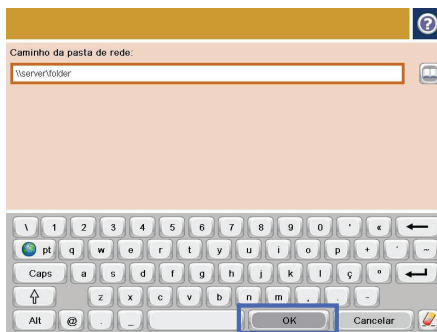 ?
Caminho da pasta de rede:
\\server\folder
\ 1 2 3 4 5 6 7 8 9 0 ' «
pt q w e r t y u i o p + ´ ~
Caps a s d f g h j k l ç º
z x c v b n m , . -
Alt @ . _ OK Cancelar